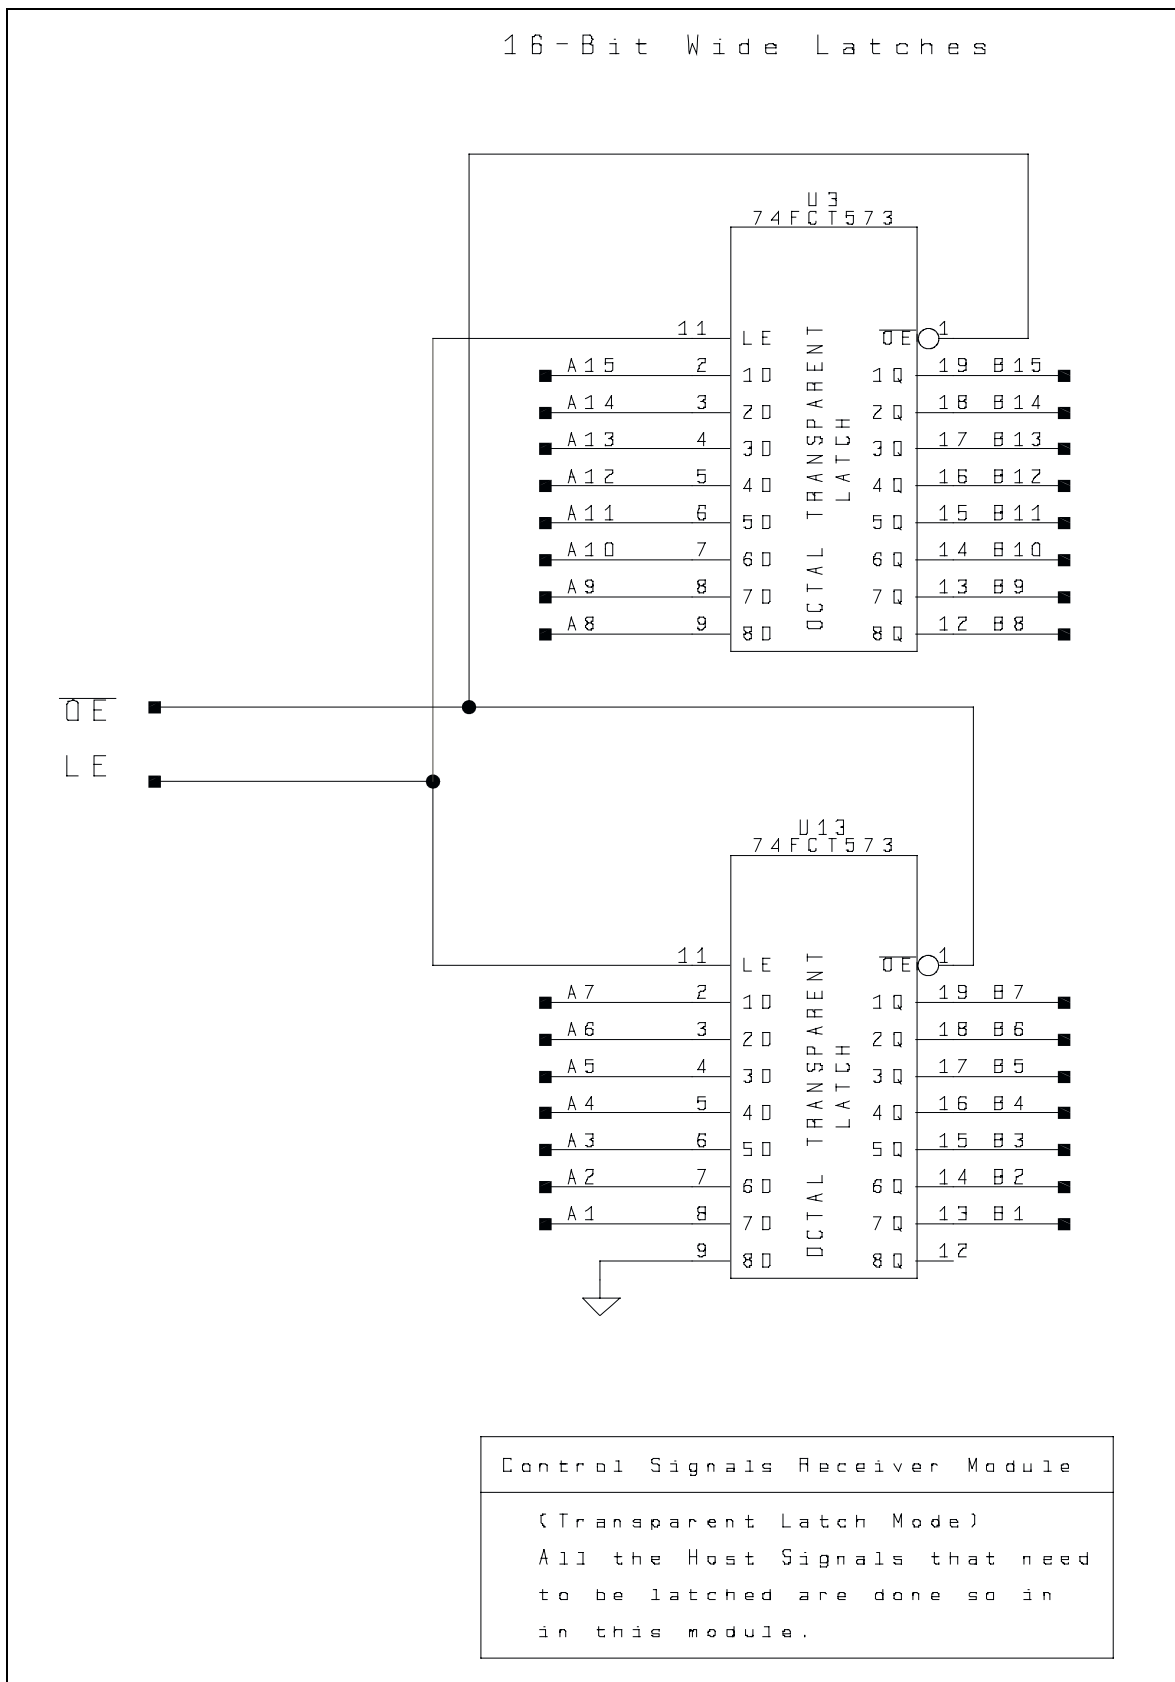 16-Bit Wide Latches
U3
74FCT573
11 LE OE 1
A15 2 1D 1Q 19 B15
A14 3 2D 2Q 18 B14
A13 4 3D 3Q 17 B13
A12 5 4D 4Q 16 B12
A11 6 5D 5Q 15 B11
A10 7 6D 6Q 14 B10
A9 8 7D 7Q 13 B9
A8 9 8D 8Q 12 B8
OCTAL TRANSPARENT
LATCH
OE
LE
U13
74FCT573
11 LE OE 1
A7 2 1D 1Q 19 B7
A6 3 2D 2Q 18 B6
A5 4 3D 3Q 17 B5
A4 5 4D 4Q 16 B4
A3 6 5D 5Q 15 B3
A2 7 6D 6Q 14 B2
A1 8 7D 7Q 13 B1
9 8D 8Q 12
OCTAL TRANSPARENT
LATCH
Control Signals Receiver Module
(Transparent Latch Mode)
All the Host Signals that need
to be latched are done so in
in this module.